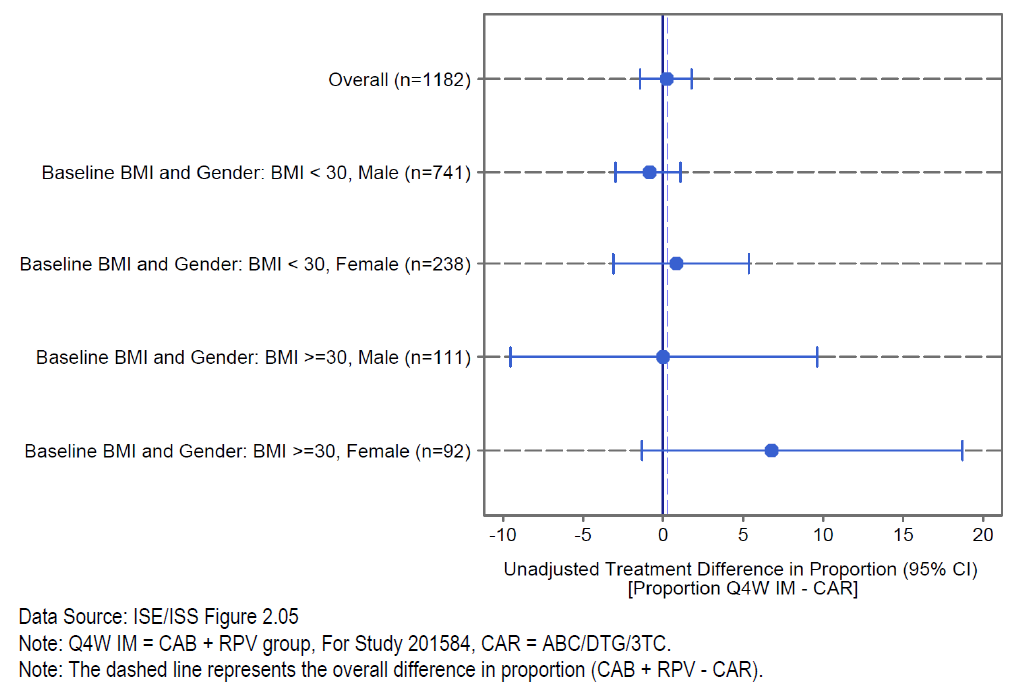 Overall (n=1182)
Baseline BMI and Gender: BMI < 30, Male (n=741)
Baseline BMI and Gender: BMI < 30, Female (n=238)
Baseline BMI and Gender: BMI >=30, Male (n=111)
Baseline BMI and Gender: BMI >=30, Female (n=92)
-10 -5 0 5 10 15 20
Unadjusted Treatment Difference in Proportion (95% CI)
[Proportion Q4W IM - CAR]
Data Source: ISE/ISS Figure 2.05
Note: Q4W IM = CAB + RPV group, For Study 201584, CAR = ABC/DTG/3TC.
Note: The dashed line represents the overall difference in proportion (CAB + RPV - CAR).